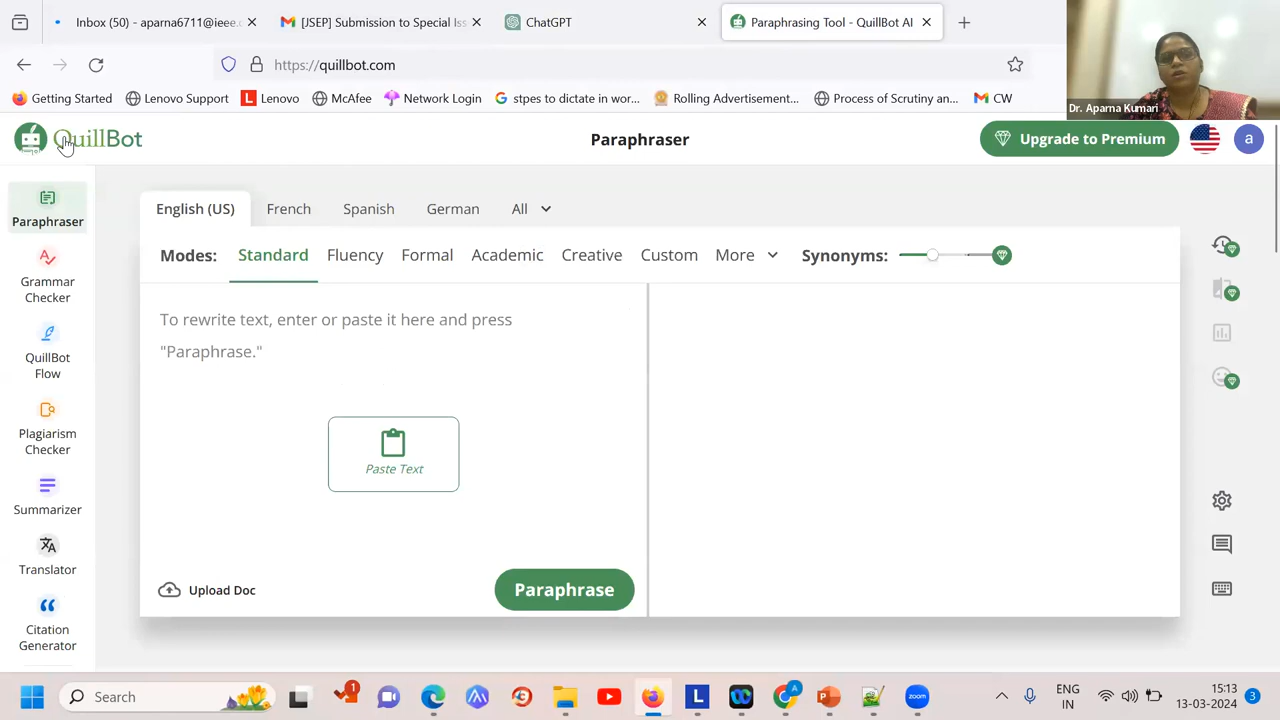 Inbox (50) - aparna6711@ieee.c
[JSEP] Submission to Special Iss
ChatGPT
Paraphrasing Tool - QuillBot AI
https://quillbot.com
Getting Started
Lenovo Support
Lenovo
McAfee
Network Login
stpes to dictate in wor...
Rolling Advertisement...
Process of Scrutiny an...
CW
Dr. Aparna Kumari
QuillBot
Paraphraser
Upgrade to Premium
a
Paraphraser
Grammar
Checker
QuillBot
Flow
Plagiarism
Checker
Summarizer
Translator
Citation
Generator
English (US) French Spanish German All
Modes: Standard Fluency Formal Academic Creative Custom More Synonyms:
To rewrite text, enter or paste it here and press
"Paraphrase."
Paste Text
Upload Doc
Paraphrase
Search
1
L
A
zoom
ENG
IN
15:13
13-03-2024
3